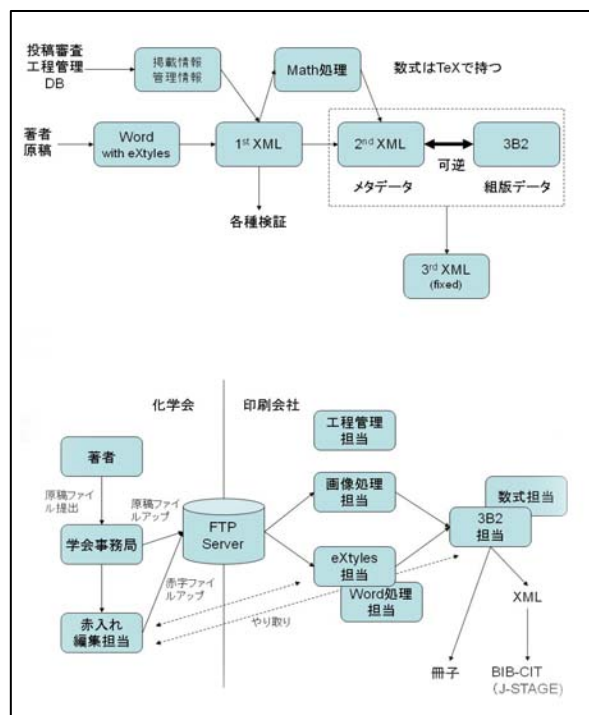 投稿審査
工程管理
DB
掲載情報
管理情報
Math処理
数式はTeXで持つ
著者
原稿
Word
with eXtyles
1st XML
2nd XML
可逆
3B2
メタデータ
組版データ
各種検証
3rd XML
(fixed)
化学会
印刷会社
工程管理
担当
著者
原稿ファイ
ル提出
原稿ファイ
ルアップ
画像処理
担当
数式担当
3B2
担当
FTP
Server
学会事務局
eXtyles
担当
Word処理
担当
赤字ファイ
ルアップ
赤入れ
編集担当
やり取り
XML
冊子
BIB-CIT
（J-STAGE）